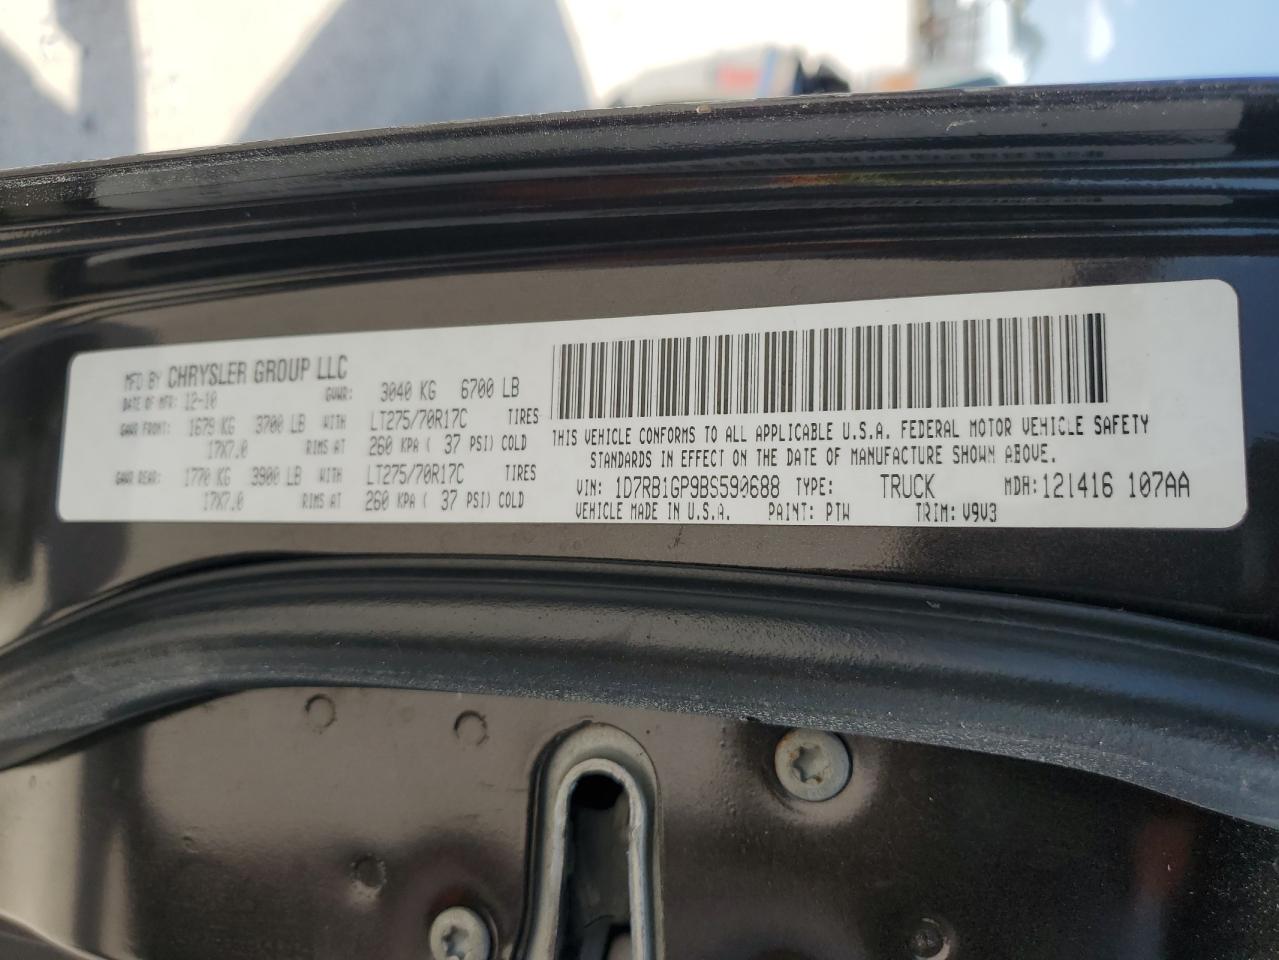 MFD BY CHRYSLER GROUP LLC
DATE OF MFR: 12-10 GVWR: 3040 KG 6700 LB
GAWR FRONT: 1679 KG 3700 LB WITH LT275/70R17C TIRES
17X7.0 RIMS AT 260 KPA ( 37 PSI) COLD
GAWR REAR: 1770 KG 3900 LB WITH LT275/70R17C TIRES
17X7.0 RIMS AT 260 KPA ( 37 PSI) COLD
THIS VEHICLE CONFORMS TO ALL APPLICABLE U.S.A. FEDERAL MOTOR VEHICLE SAFETY
STANDARDS IN EFFECT ON THE DATE OF MANUFACTURE SHOWN ABOVE.
VIN: 1D7RB1GP9BS590688 TYPE: TRUCK MDH: 121416 107AA
VEHICLE MADE IN U.S.A. PAINT: PTW TRIM: V9V3